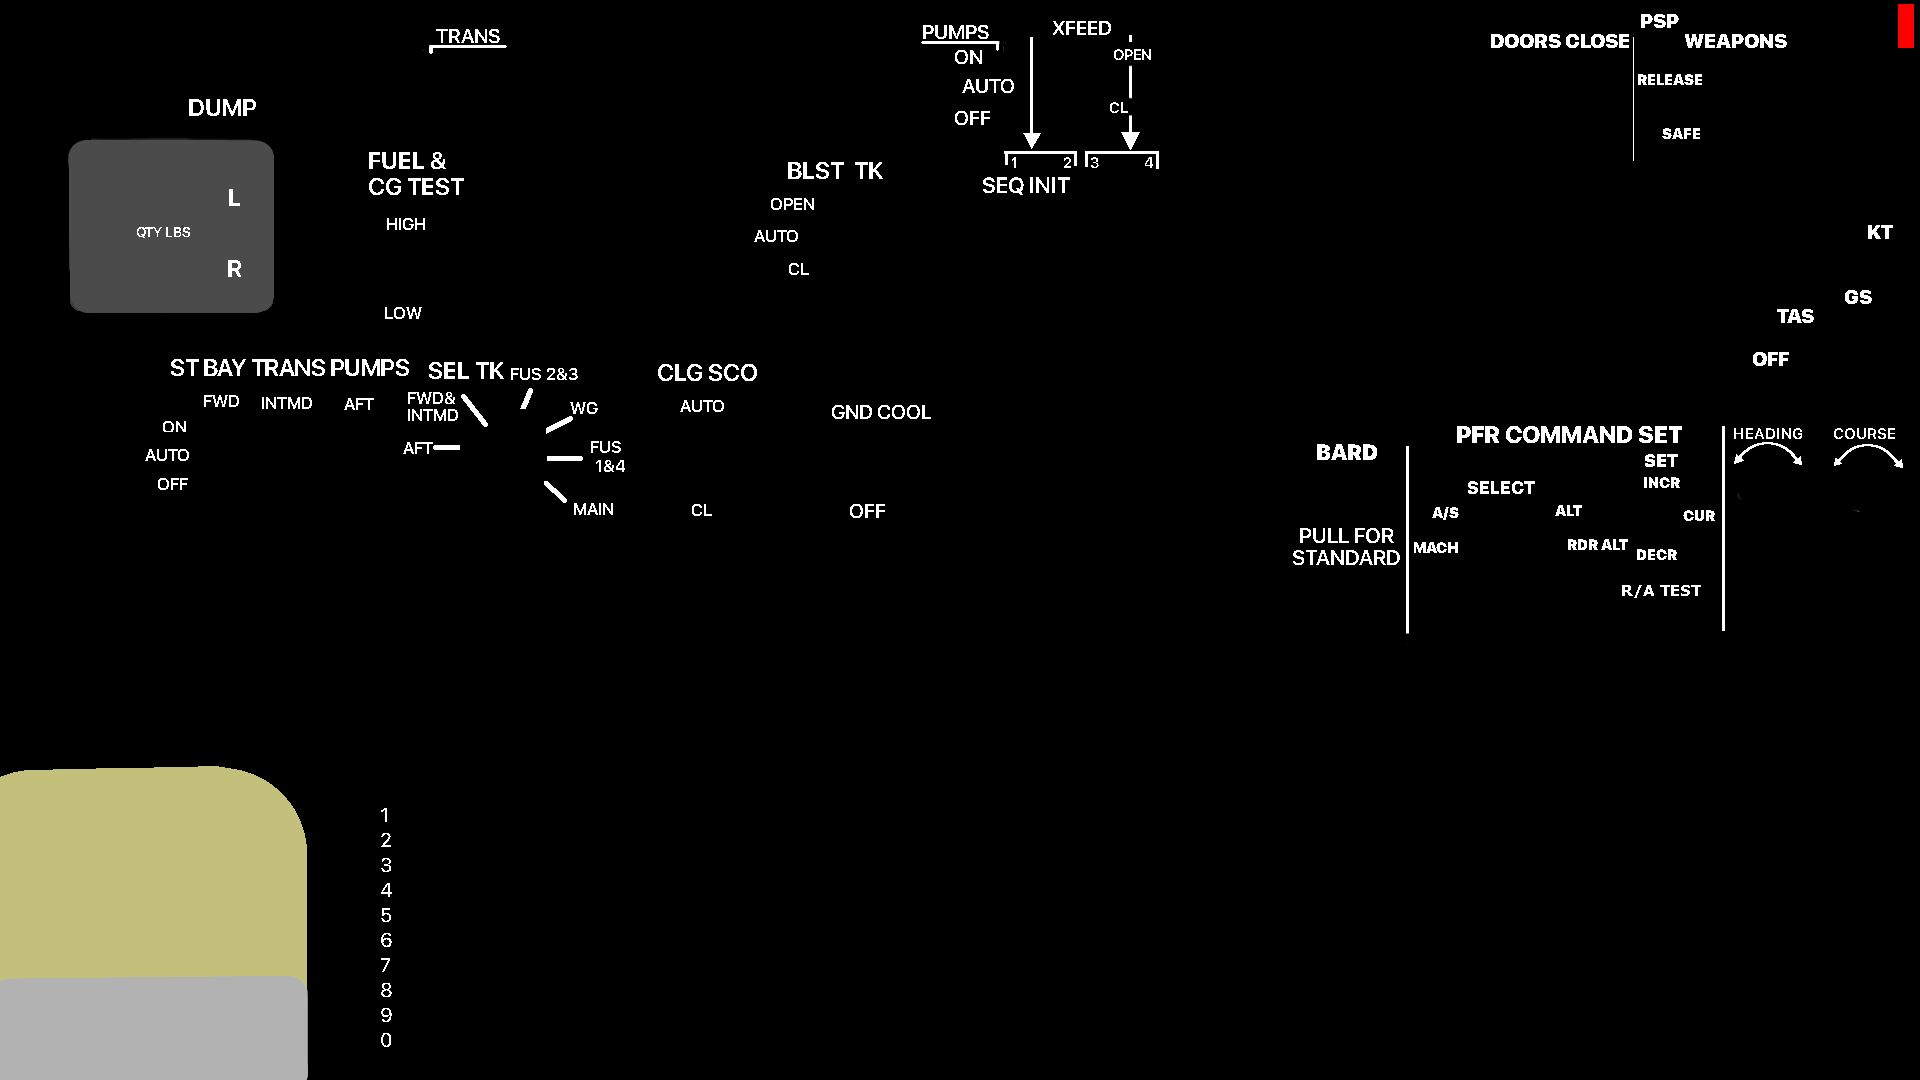 TRANS
DUMP
L
QTY LBS
R
FUEL &
CG TEST
HIGH
LOW
PUMPS
ON
AUTO
OFF
XFEED
OPEN
CL
1 2 3 4
SEQ INIT
BLST TK
OPEN
AUTO
CL
ST BAY TRANS PUMPS
FWD INTMD AFT
ON
AUTO
OFF
SEL TK
FUS 2&3
FWD&
INTMD
WG
AFT
FUS
1&4
MAIN
CLG SCO
AUTO
CL
GND COOL
OFF
PSP
DOORS CLOSE
WEAPONS
RELEASE
SAFE
KT
GS
TAS
OFF
BARD
PULL FOR
STANDARD
PFR COMMAND SET
SET
INCR
SELECT
A/S
ALT
CUR
MACH
RDR ALT
DECR
R/A TEST
HEADING
COURSE
1
2
3
4
5
6
7
8
9
0